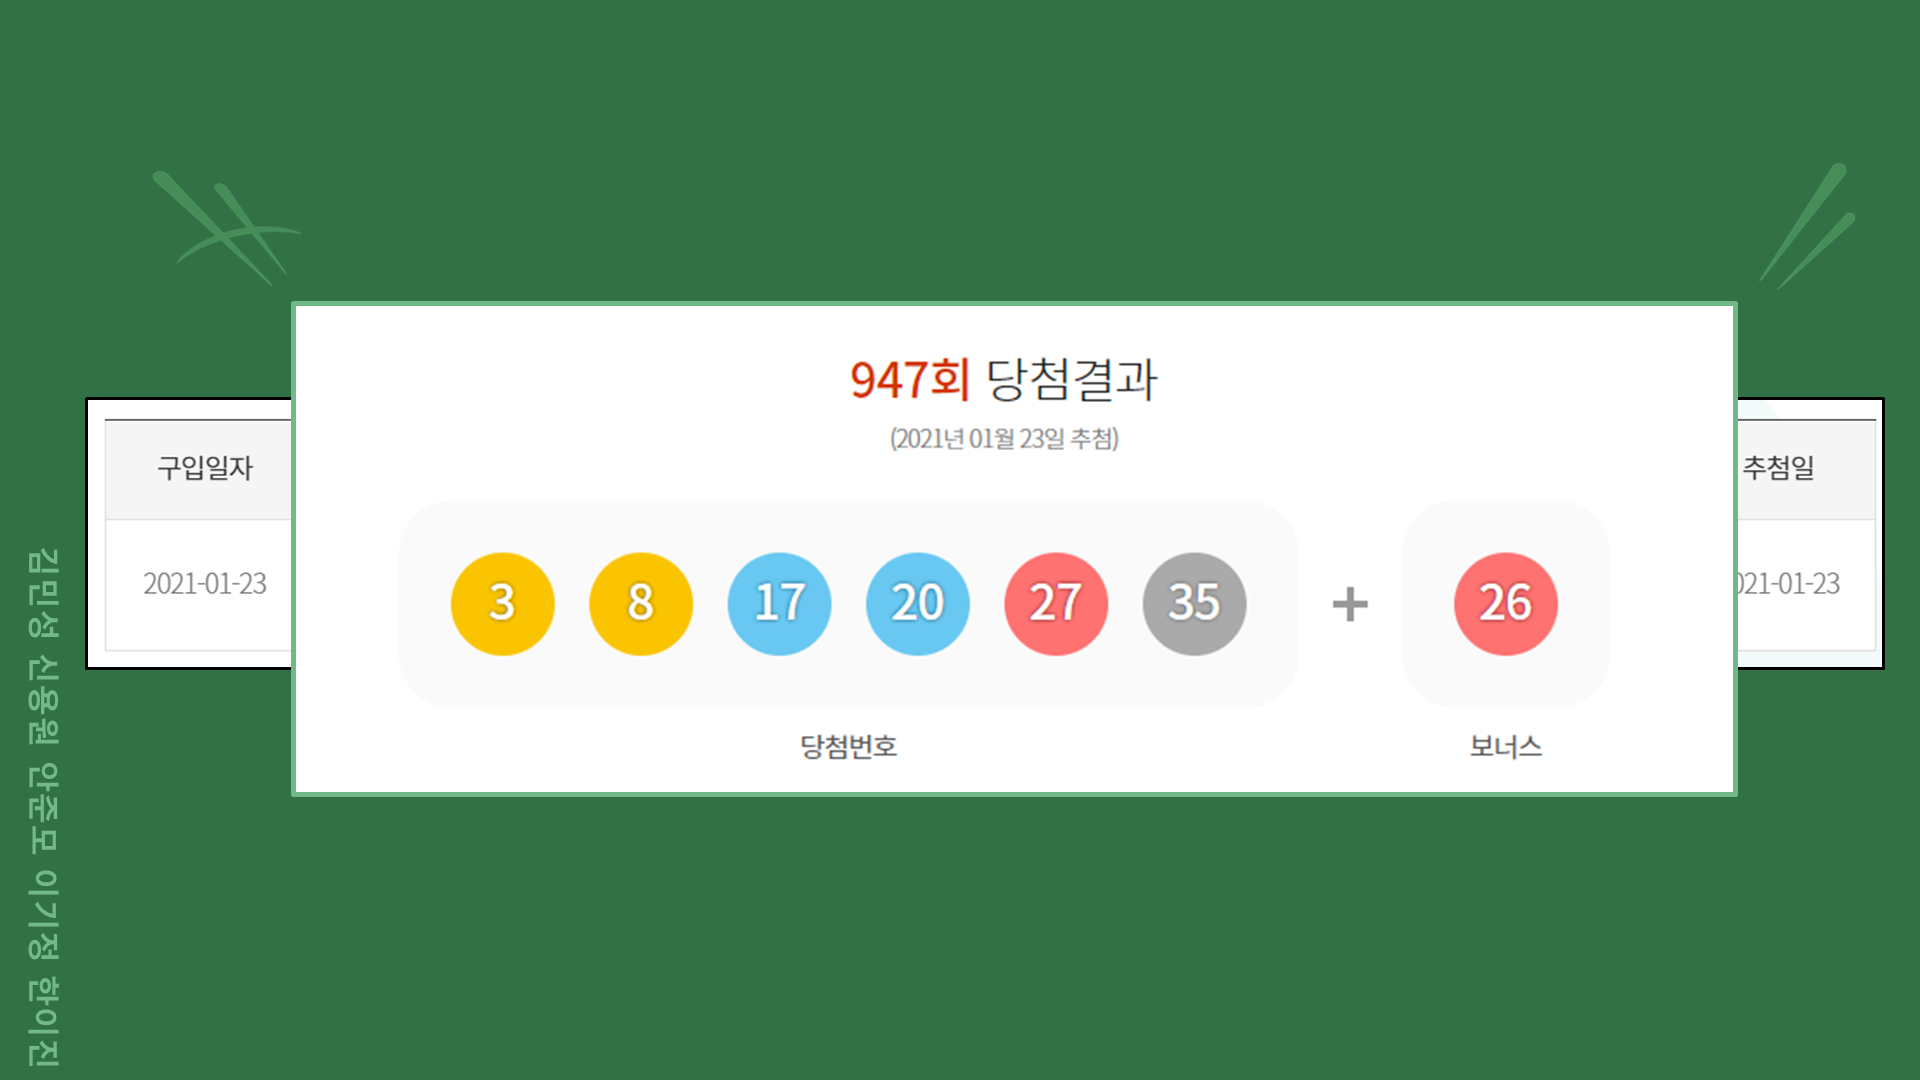 947회 당첨결과
(2021년 01월 23일 추첨)
구입일자
추첨일
2021-01-23
021-01-23
3 8 17 20 27 35 + 26
당첨번호
보너스
김민성 신용원 안준모 이기정 한이진